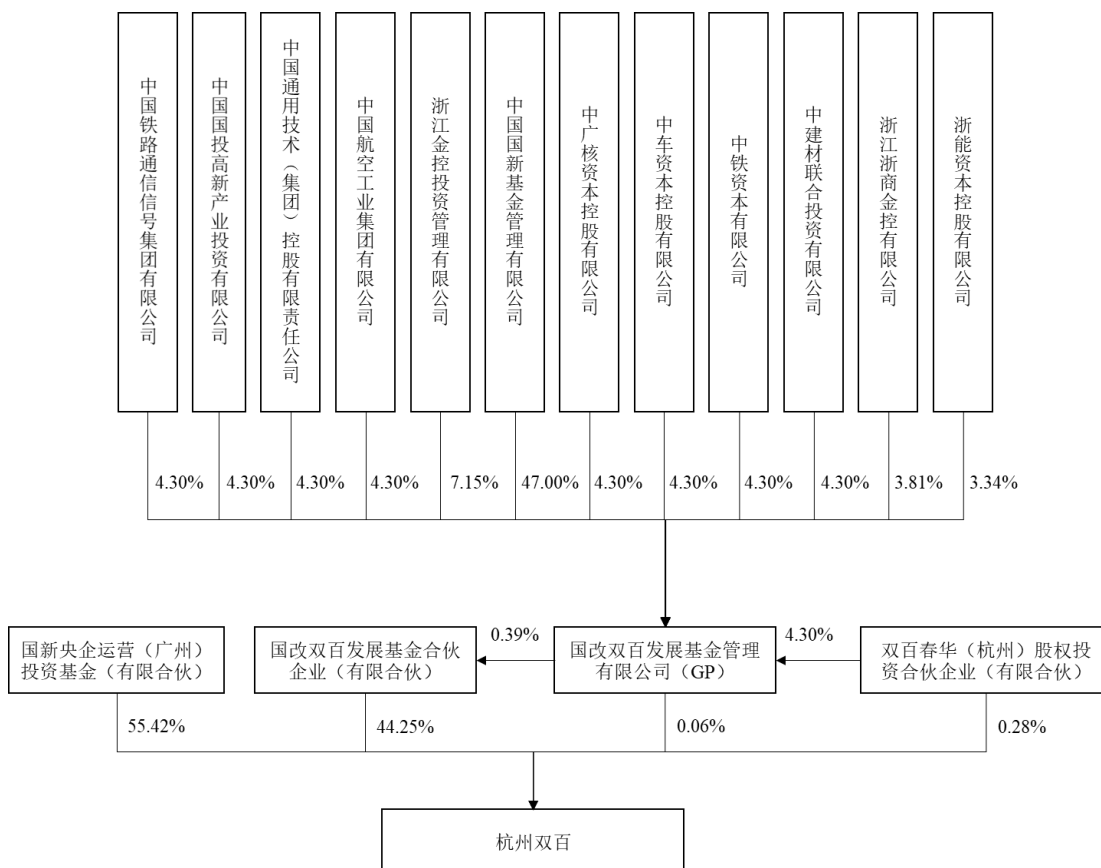 中国铁路通信信号集团有限公司
中国国投高新产业投资有限公司
中国通用技术（集团）控股有限责任公司
中国航空工业集团有限公司
浙江金控投资管理有限公司
中国国新基金管理有限公司
中广核资本控股有限公司
中车资本控股有限公司
中铁资本有限公司
中建材联合投资有限公司
浙江浙商金控有限公司
浙能资本控股有限公司
4.30%
4.30%
4.30%
4.30%
7.15%
47.00%
4.30%
4.30%
4.30%
4.30%
3.81%
3.34%
国新央企运营（广州）
投资基金（有限合伙）
国改双百发展基金合伙
企业（有限合伙）
0.39%
国改双百发展基金管理
有限公司（GP）
4.30%
双百春华（杭州）股权投
资合伙企业（有限合伙）
55.42%
44.25%
0.06%
0.28%
杭州双百